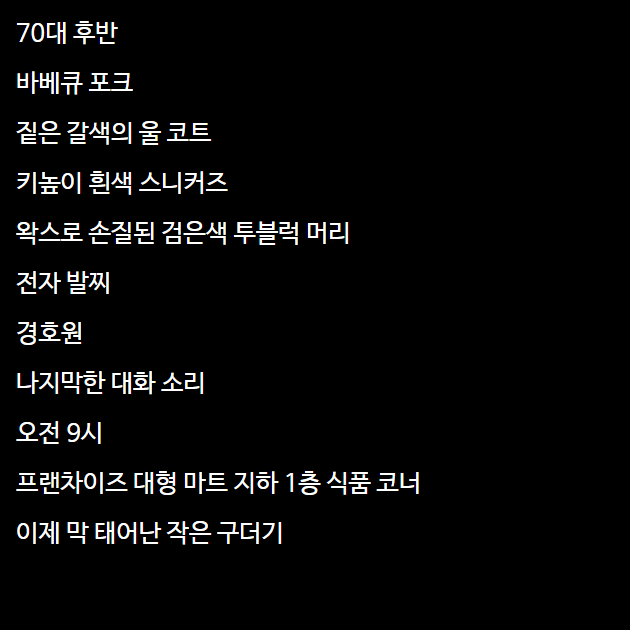 70대 후반
바베큐 포크
짙은 갈색의 울 코트
키높이 흰색 스니커즈
왁스로 손질된 검은색 투블럭 머리
전자 발찌
경호원
나지막한 대화 소리
오전 9시
프랜차이즈 대형 마트 지하 1층 식품 코너
이제 막 태어난 작은 구더기